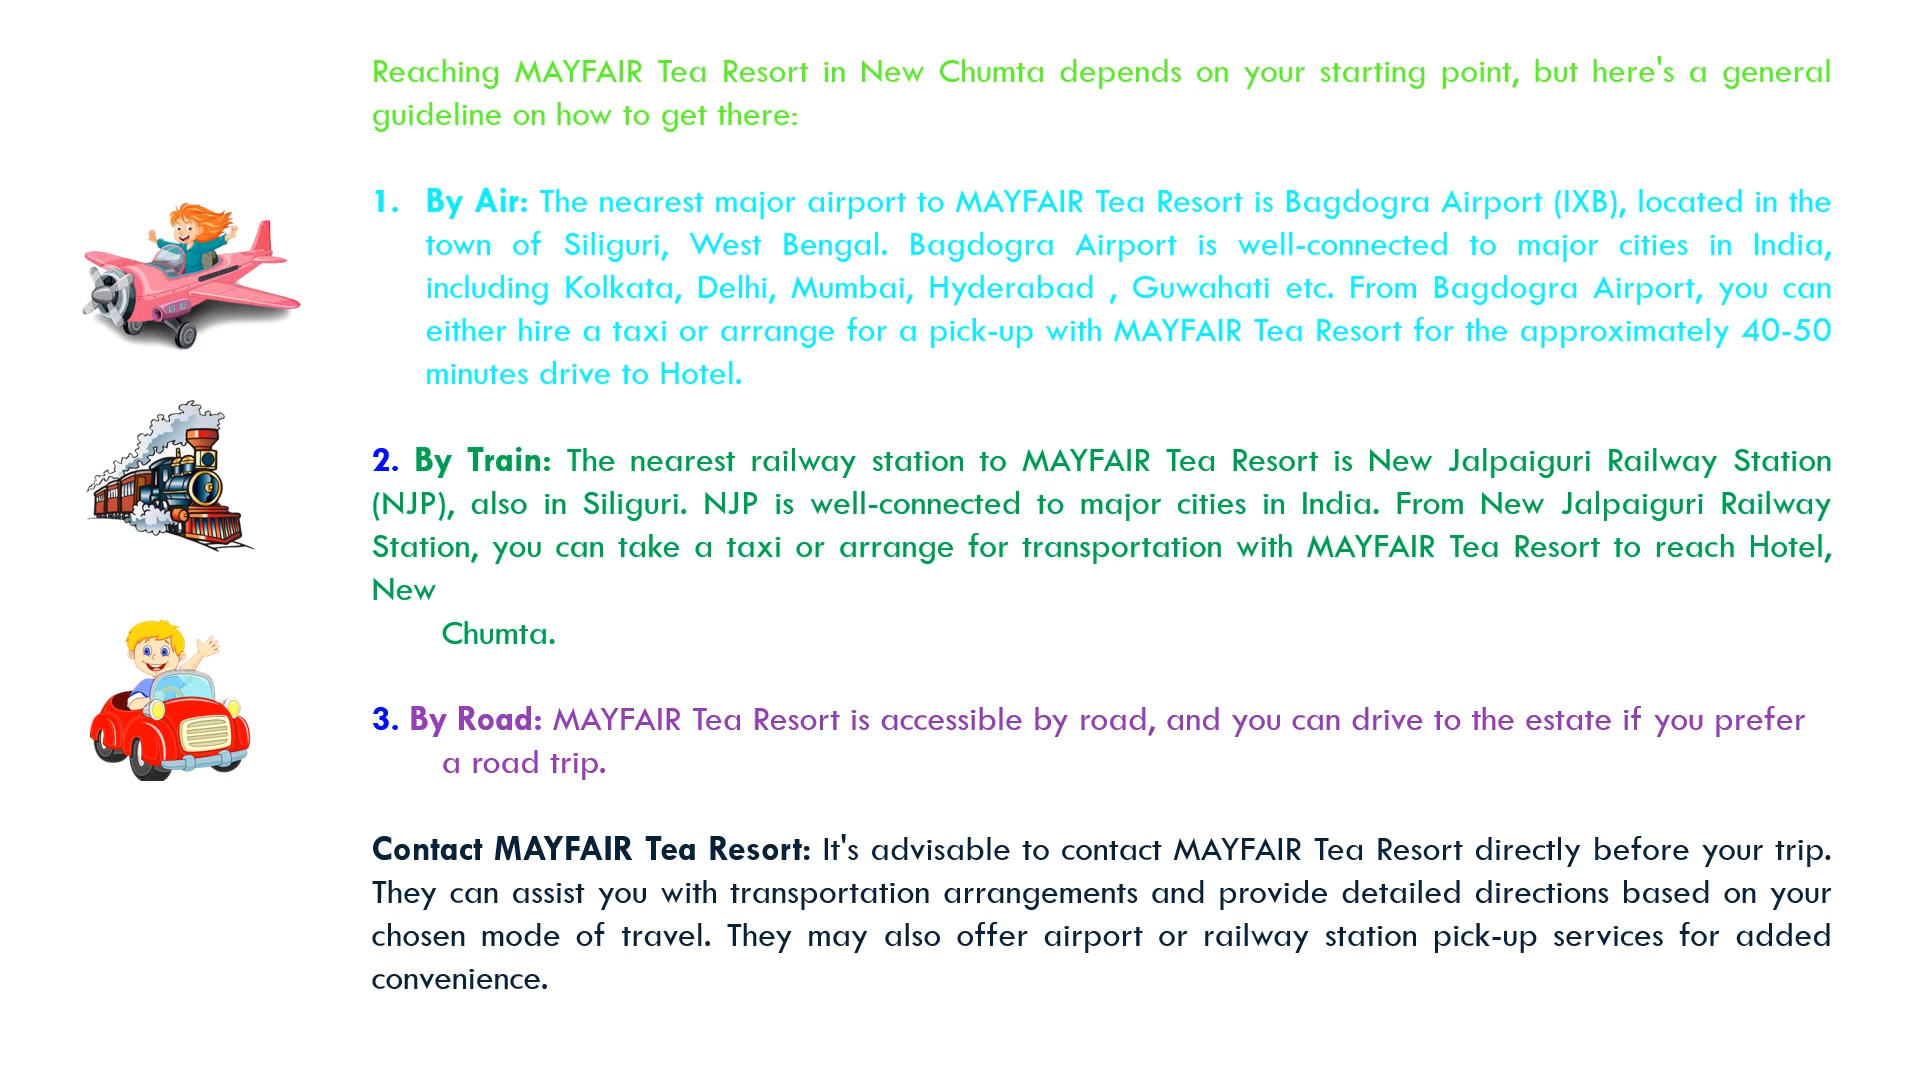 Reaching MAYFAIR Tea Resort in New Chumta depends on your starting point, but here's a general
guideline on how to get there:
1. By Air: The nearest major airport to MAYFAIR Tea Resort is Bagdogra Airport (IXB), located in the
town of Siliguri, West Bengal. Bagdogra Airport is well-connected to major cities in India,
including Kolkata, Delhi, Mumbai, Hyderabad , Guwahati etc. From Bagdogra Airport, you can
either hire a taxi or arrange for a pick-up with MAYFAIR Tea Resort for the approximately 40-50
minutes drive to Hotel.
2. By Train: The nearest railway station to MAYFAIR Tea Resort is New Jalpaiguri Railway Station
(NJP), also in Siliguri. NJP is well-connected to major cities in India. From New Jalpaiguri Railway
Station, you can take a taxi or arrange for transportation with MAYFAIR Tea Resort to reach Hotel,
New
Chumta.
3. By Road: MAYFAIR Tea Resort is accessible by road, and you can drive to the estate if you prefer
a road trip.
Contact MAYFAIR Tea Resort: It's advisable to contact MAYFAIR Tea Resort directly before your trip.
They can assist you with transportation arrangements and provide detailed directions based on your
chosen mode of travel. They may also offer airport or railway station pick-up services for added
convenience.